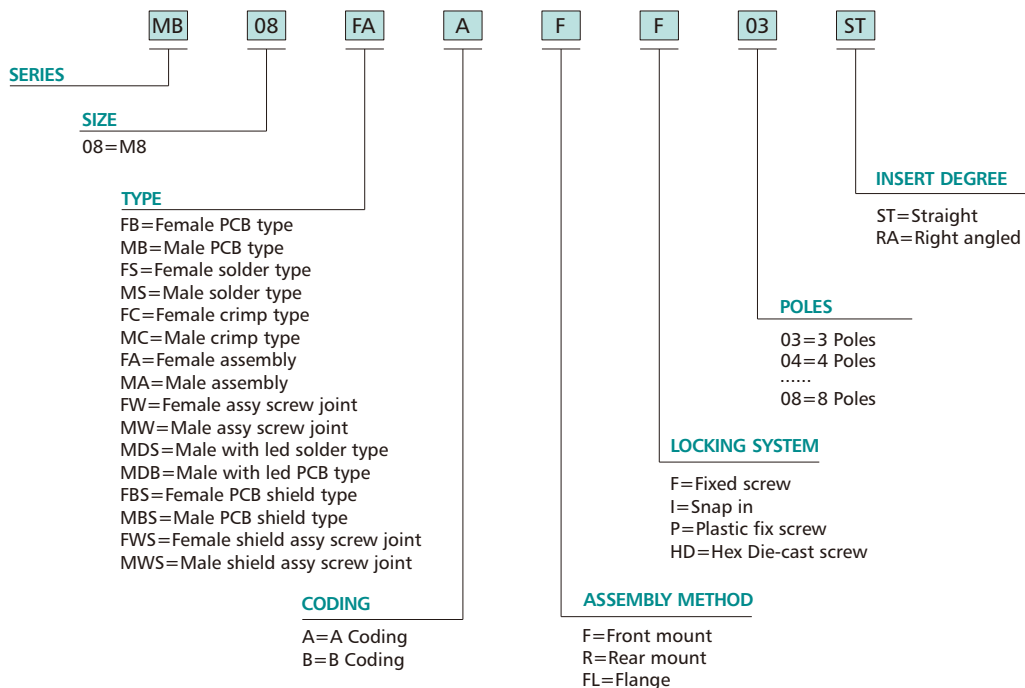 MB 08 FA A F F 03 ST
SERIES
SIZE
08=M8
TYPE
FB=Female PCB type
MB=Male PCB type
FS=Female solder type
MS=Male solder type
FC=Female crimp type
MC=Male crimp type
FA=Female assembly
MA=Male assembly
FW=Female assy screw joint
MW=Male assy screw joint
MDS=Male with led solder type
MDB=Male with led PCB type
FBS=Female PCB shield type
MBS=Male PCB shield type
FWS=Female shield assy screw joint
MWS=Male shield assy screw joint
CODING
A=A Coding
B=B Coding
ASSEMBLY METHOD
F=Front mount
R=Rear mount
FL=Flange
LOCKING SYSTEM
F=Fixed screw
I=Snap in
P=Plastic fix screw
HD=Hex Die-cast screw
POLES
03=3 Poles
04=4 Poles
......
08=8 Poles
INSERT DEGREE
ST=Straight
RA=Right angled